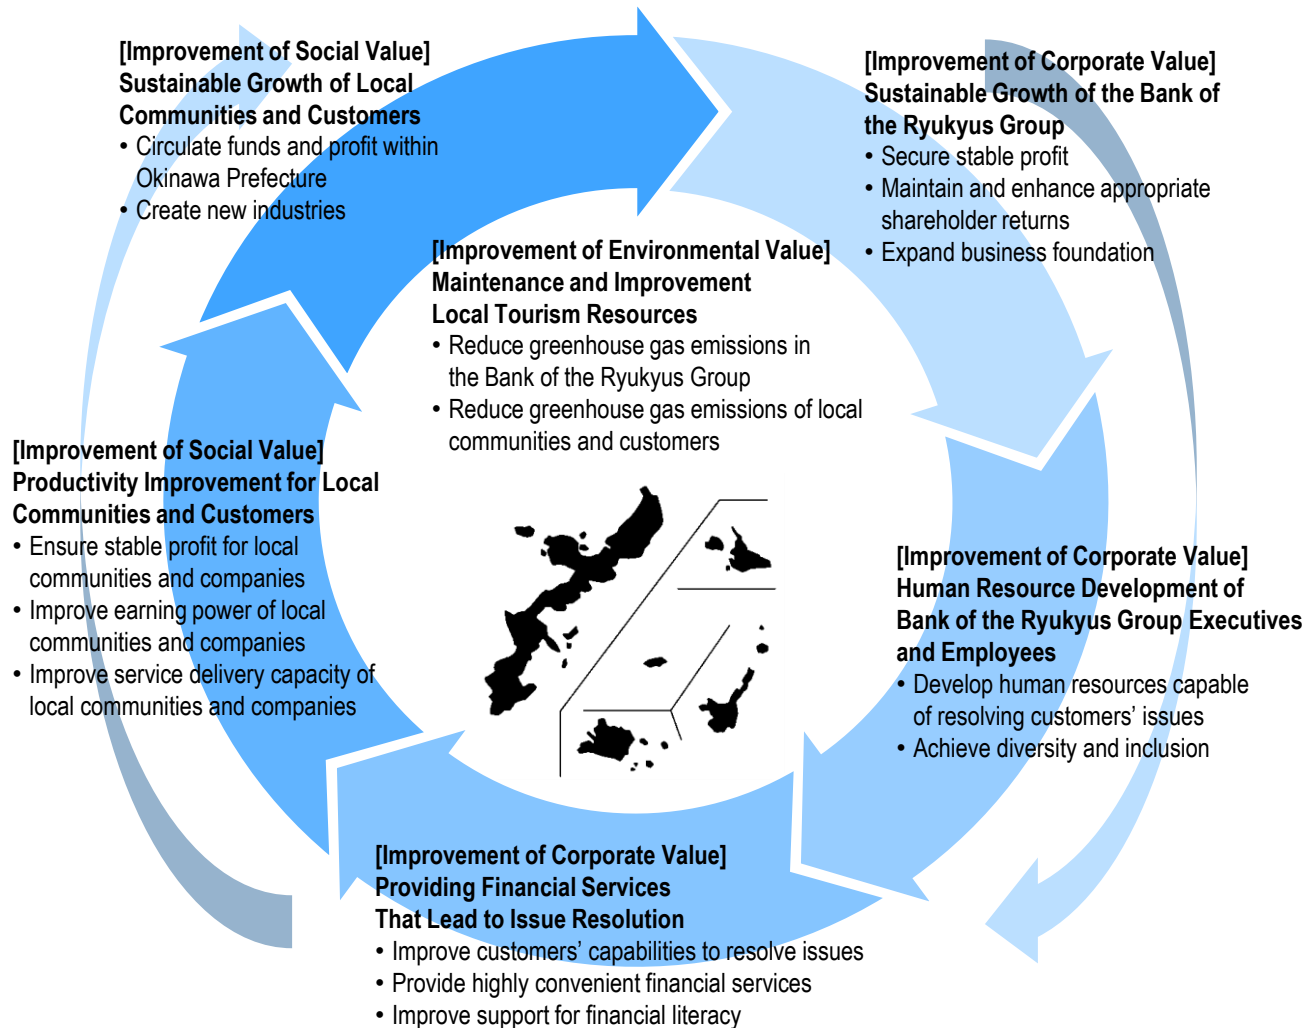 [Improvement of Social Value]
Sustainable Growth of Local
Communities and Customers
• Circulate funds and profit within
Okinawa Prefecture
• Create new industries
[Improvement of Corporate Value]
Sustainable Growth of the Bank of
the Ryukyus Group
• Secure stable profit
• Maintain and enhance appropriate
shareholder returns
• Expand business foundation
[Improvement of Environmental Value]
Maintenance and Improvement
Local Tourism Resources
• Reduce greenhouse gas emissions in
the Bank of the Ryukyus Group
• Reduce greenhouse gas emissions of local
communities and customers
[Improvement of Social Value]
Productivity Improvement for Local
Communities and Customers
• Ensure stable profit for local
communities and companies
• Improve earning power of local
communities and companies
• Improve service delivery capacity of
local communities and companies
[Improvement of Corporate Value]
Human Resource Development of
Bank of the Ryukyus Group Executives
and Employees
• Develop human resources capable
of resolving customers’ issues
• Achieve diversity and inclusion
[Improvement of Corporate Value]
Providing Financial Services
That Lead to Issue Resolution
• Improve customers’ capabilities to resolve issues
• Provide highly convenient financial services
• Improve support for financial literacy